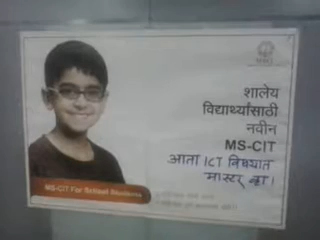 शालेय
विद्यार्थ्यांसाठी
नवीन
MS-CIT
आता ICT विषयात
मास्टर व्हा।
MS-CIT For School Students